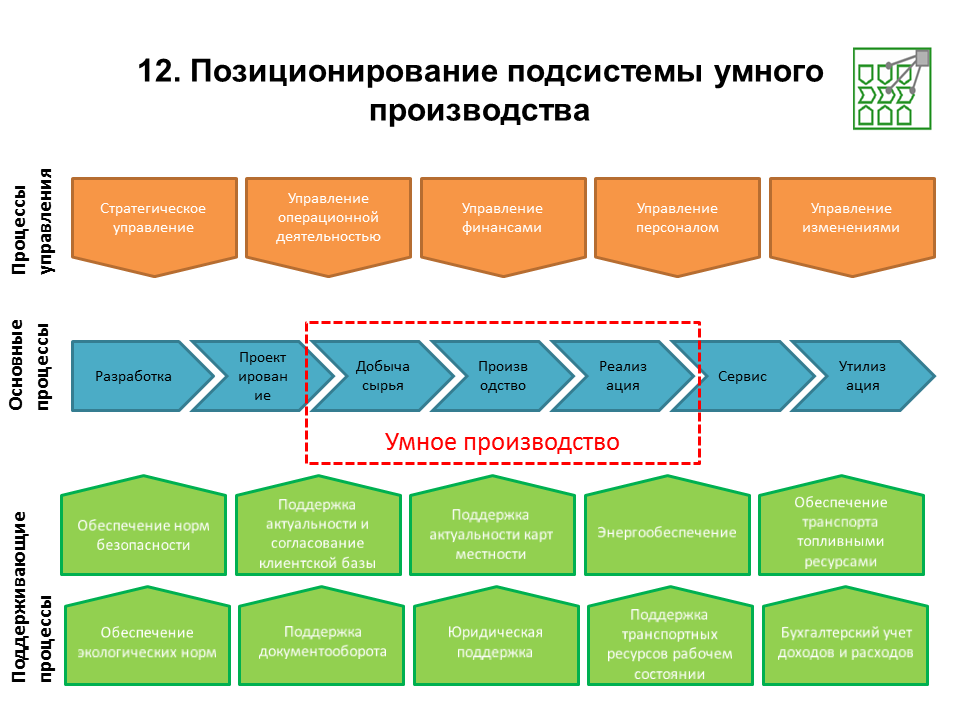 12. Позиционирование подсистемы умного
производства
Процессы
управления
Стратегическое
управление
Управление
операционной
деятельностью
Управление
финансами
Управление
персоналом
Управление
изменениями
Основные
процессы
Разработка
Проект
ирован
ие
Добыча
сырья
Произв
одство
Реализ
ация
Сервис
Утилиз
ация
Умное производство
Поддерживающие
процессы
Обеспечение норм
безопасности
Поддержка
актуальности и
согласование
клиентской базы
Поддержка
актуальности карт
местности
Энергообеспечение
Обеспечение
транспорта
топливными
ресурсами
Обеспечение
экологических норм
Поддержка
документооборота
Юридическая
поддержка
Поддержка
транспортных
ресурсов рабочем
состоянии
Бухгалтерский учет
доходов и расходов